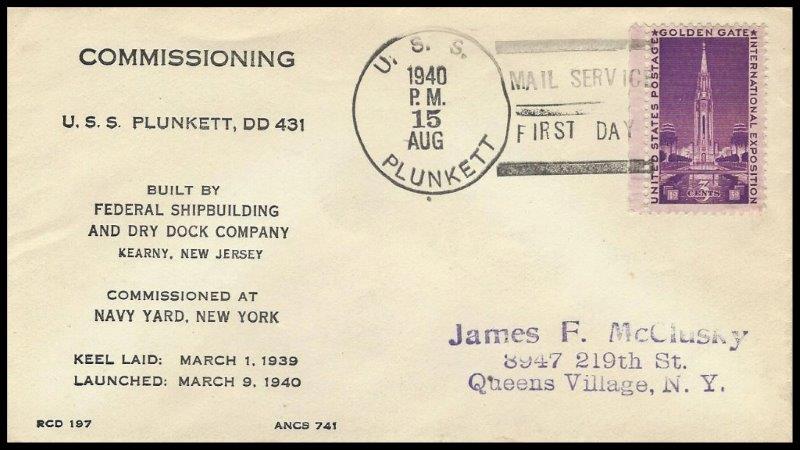 COMMISSIONING
U. S. S. PLUNKETT, DD 431
BUILT BY
FEDERAL SHIPBUILDING
AND DRY DOCK COMPANY
KEARNY, NEW JERSEY
COMMISSIONED AT
NAVY YARD, NEW YORK
KEEL LAID: MARCH 1, 1939
LAUNCHED: MARCH 9, 1940
RCD 197
ANCS 741
U. S. S.
1940
P.M.
15
AUG
PLUNKETT
MAIL SERVICE
FIRST DAY
UNITED STATES POSTAGE
GOLDEN GATE
INTERNATIONAL EXPOSITION
3
CENTS
James F. McClusky
8947 219th St.
Queens Village, N. Y.